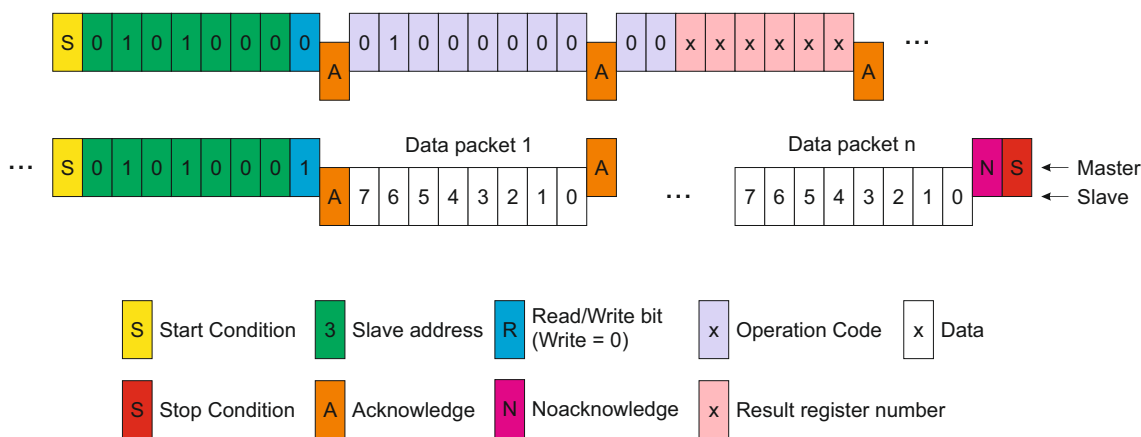 S 0 1 0 1 0 0 0 0 A 0 1 0 0 0 0 0 0 A 0 0 x x x x x x A ...
Data packet 1 Data packet n
... S 0 1 0 1 0 0 0 1 A 7 6 5 4 3 2 1 0 A ... 7 6 5 4 3 2 1 0 N S ← Master
← Slave
S Start Condition 3 Slave address R Read/Write bit (Write = 0) x Operation Code x Data
S Stop Condition A Acknowledge N Noacknowledge x Result register number